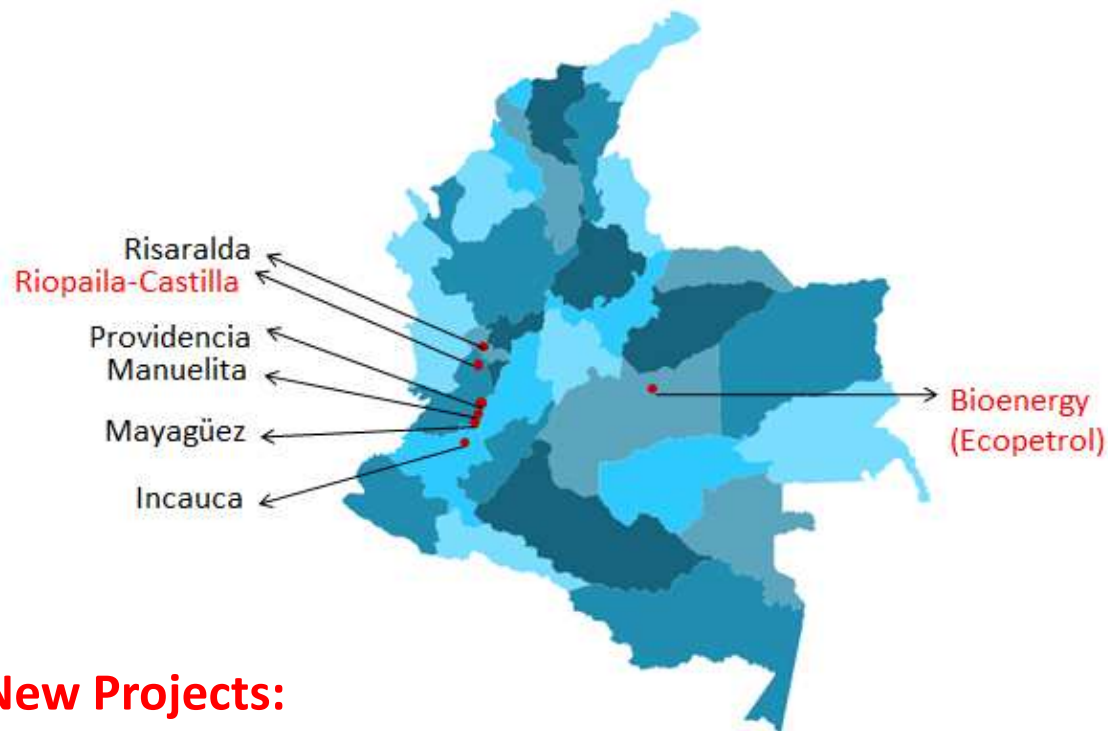 Risaralda
Riopaila-Castilla
Providencia
Manuelita
Mayagüez
Incauca
Bioenergy
(Ecopetrol)
New Projects: